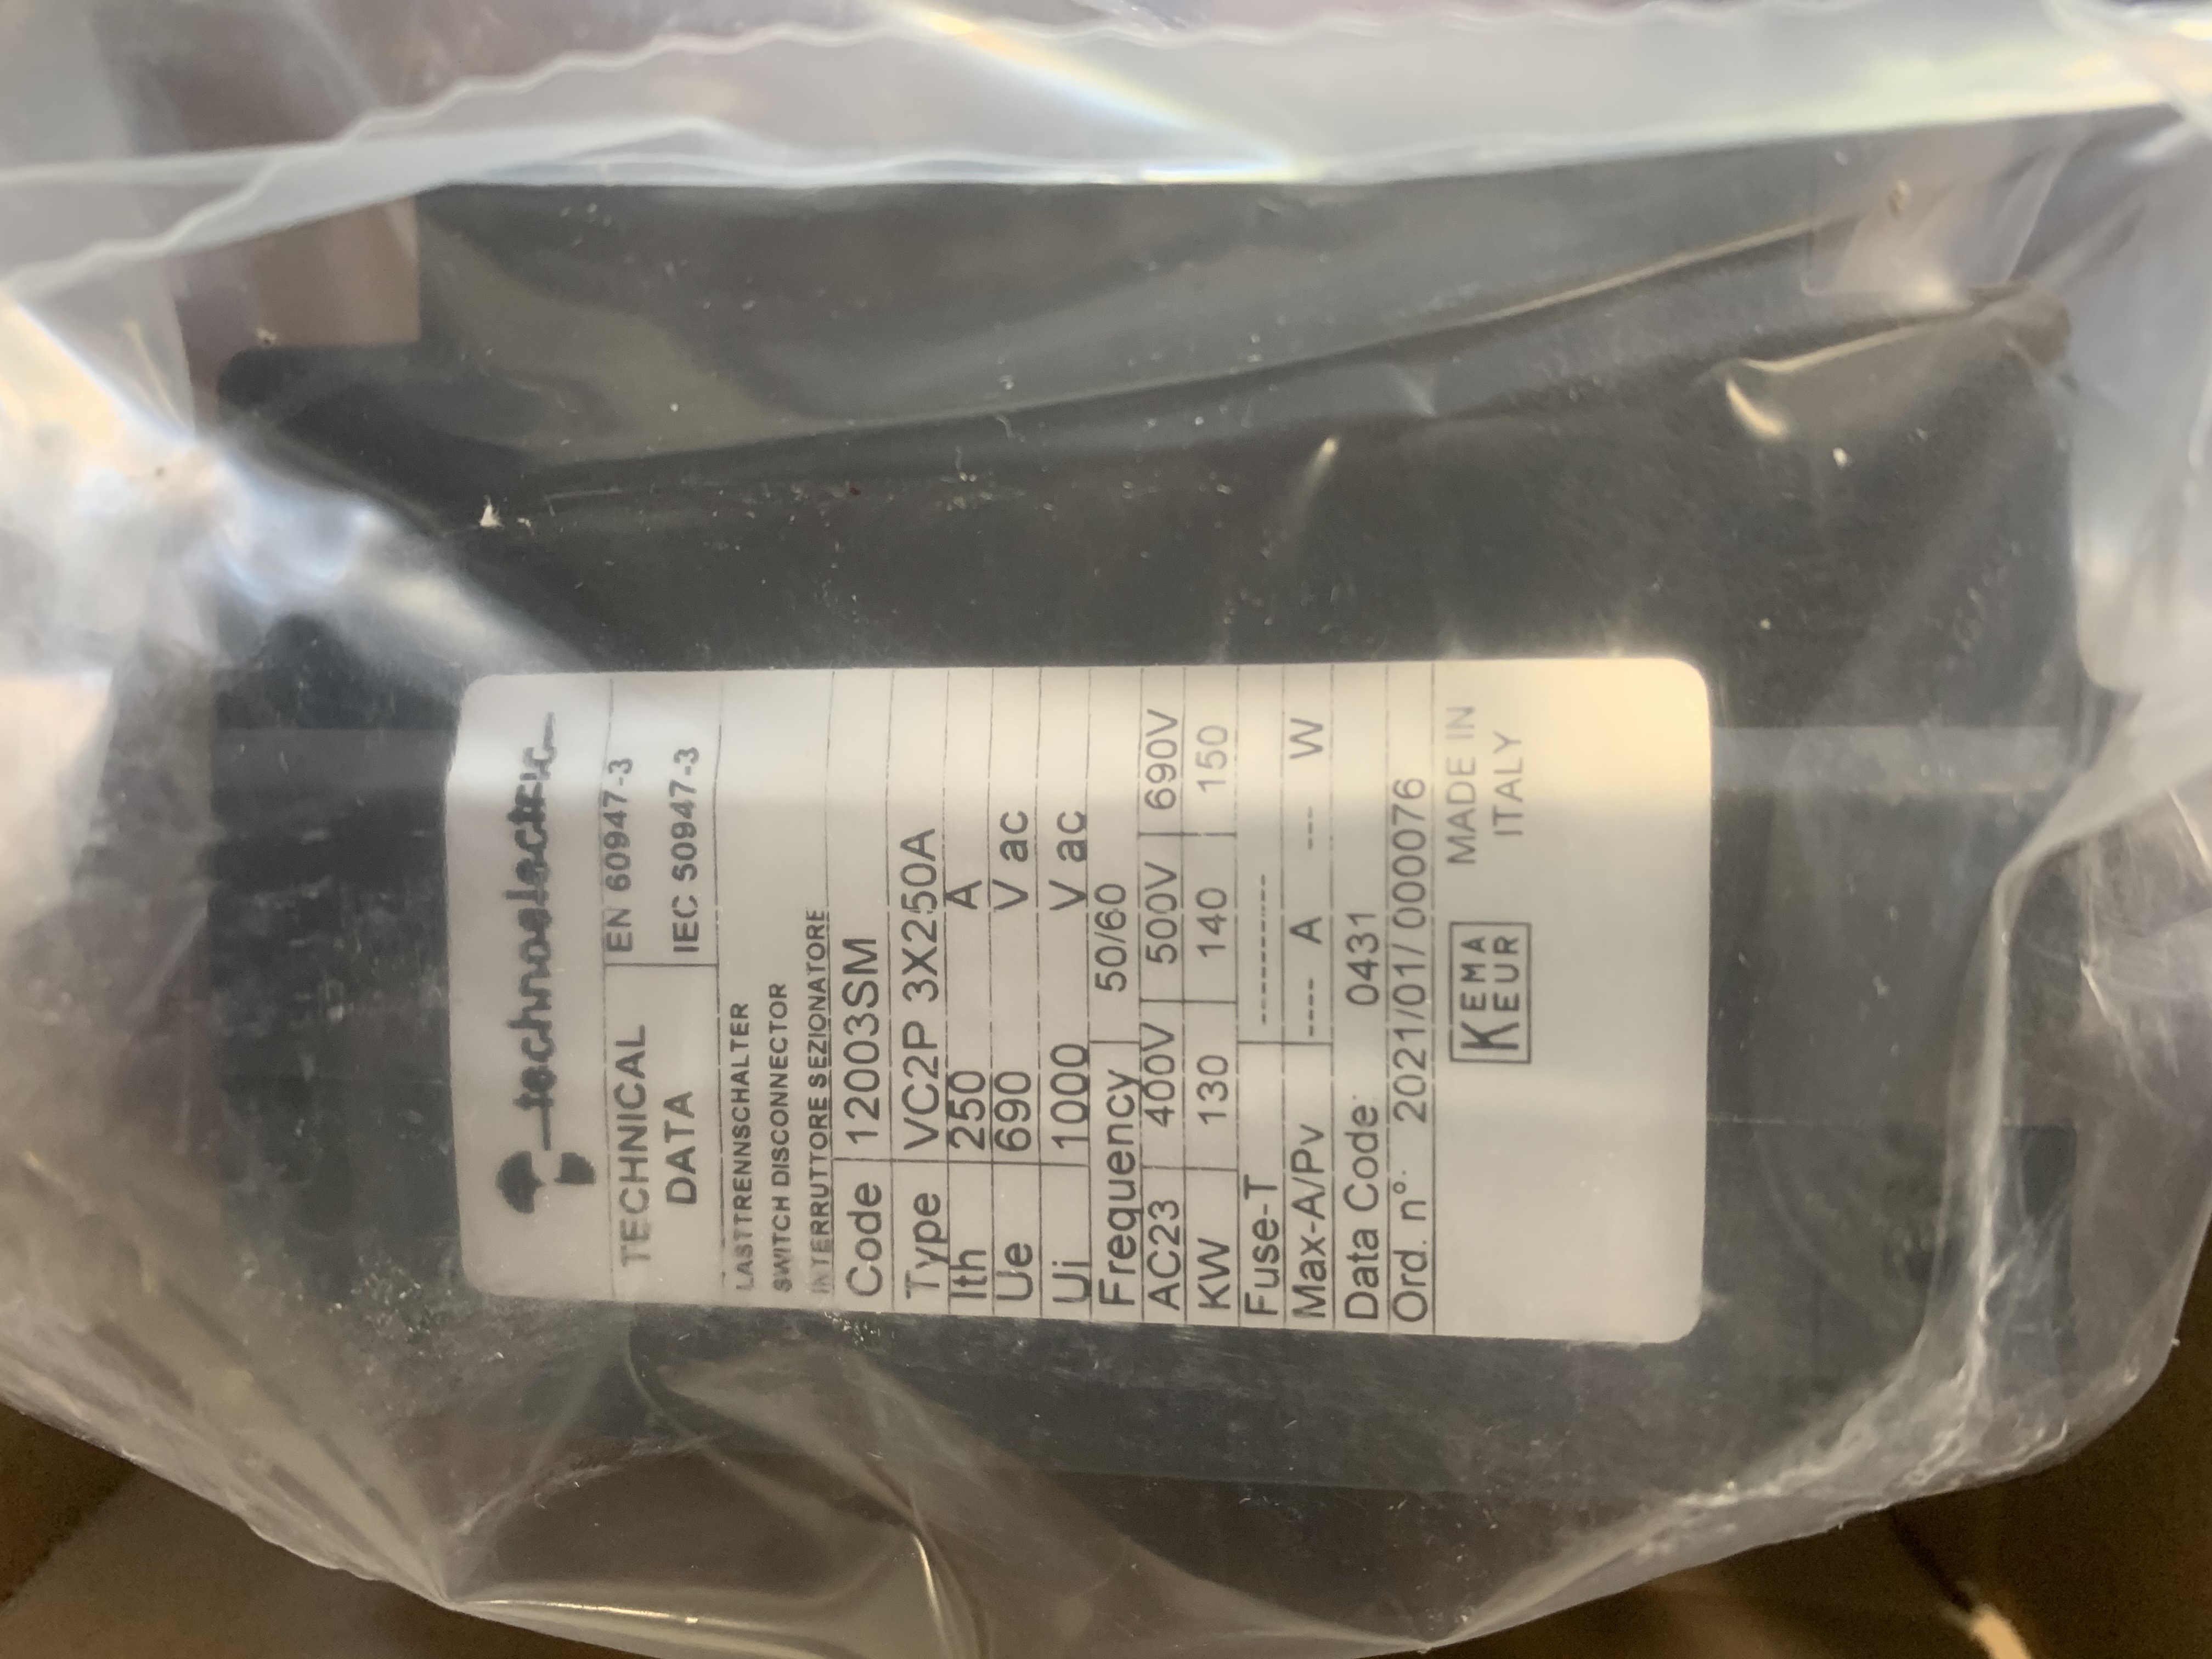 technoelectric
TECHNICAL DATA
EN 60947-3
IEC 50947-3
LASTTRENNSCHALTER
SWITCH DISCONNECTOR
INTERRUTTORE SEZIONATORE
Code 12003SM
Type VC2P 3X250A
Ith 250 A
Ue 690 V ac
Ui 1000 V ac
Frequency 50/60
AC23 400V 500V 690V
KW 130 140 150
Fuse-T ---------
Max-A/Pv ---- A --- W
Data Code 0431
Ord. n°. 2021/01/000076
KEMA KEUR
MADE IN
ITALY